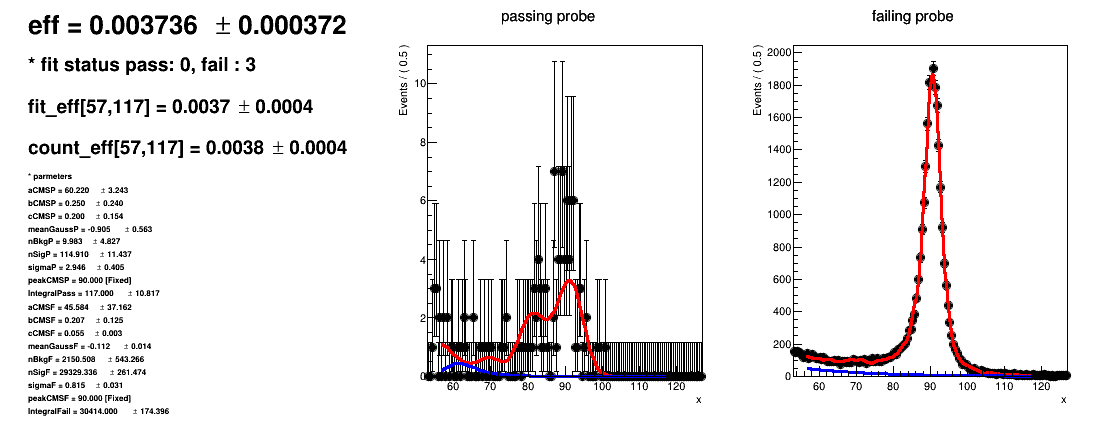 eff = 0.003736 ± 0.000372
* fit status pass: 0, fail : 3
fit_eff[57,117] = 0.0037 ± 0.0004
count_eff[57,117] = 0.0038 ± 0.0004
* parmeters
aCMSP = 60.220 ± 3.243
bCMSP = 0.250 ± 0.240
cCMSP = 0.200 ± 0.154
meanGaussP = -0.905 ± 0.563
nBkgP = 9.983 ± 4.827
nSigP = 114.910 ± 11.437
sigmaP = 2.946 ± 0.405
peakCMSP = 90.000 [Fixed]
IntegralPass = 117.000 ± 10.817
aCMSF = 45.584 ± 37.162
bCMSF = 0.207 ± 0.125
cCMSF = 0.055 ± 0.003
meanGaussF = -0.112 ± 0.014
nBkgF = 2150.508 ± 543.266
nSigF = 29329.336 ± 261.474
sigmaF = 0.815 ± 0.031
peakCMSF = 90.000 [Fixed]
IntegralFail = 30414.000 ± 174.396
passing probe
Events / ( 0.5 )
10
8
6
4
2
0
60 70 80 90 100 110 120
x
failing probe
Events / ( 0.5 )
2000
1800
1600
1400
1200
1000
800
600
400
200
0
60 70 80 90 100 110 120
x